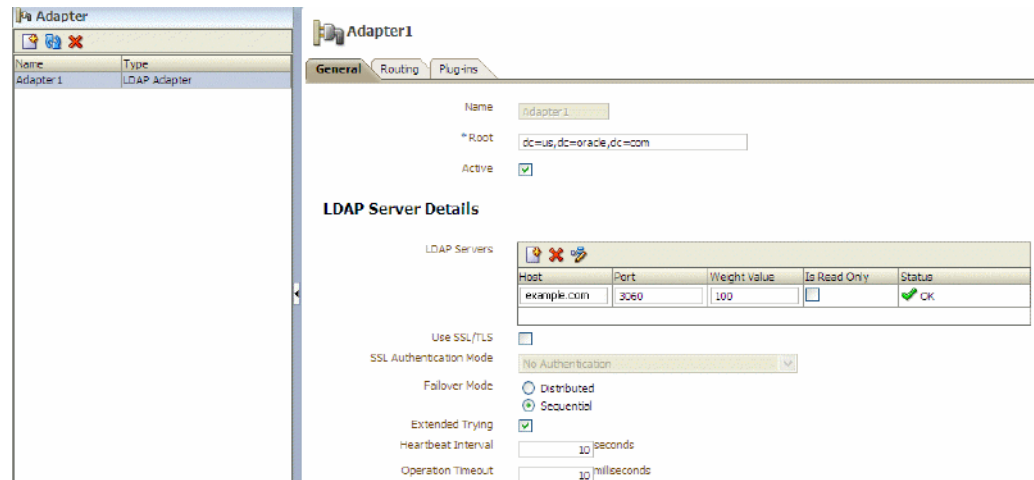 Adapter
Name Type
Adapter1 LDAP Adapter
Adapter1
General Routing Plug-ins
Name Adapter1
*Root dc=us,dc=oracle,dc=com
Active
LDAP Server Details
LDAP Servers
Host Port Weight Value Is Read Only Status
example.com 3060 100 OK
Use SSL/TLS
SSL Authentication Mode No Authentication
Failover Mode Distributed
Sequential
Extended Trying
Heartbeat Interval 10 seconds
Operation Timeout 10 milliseconds